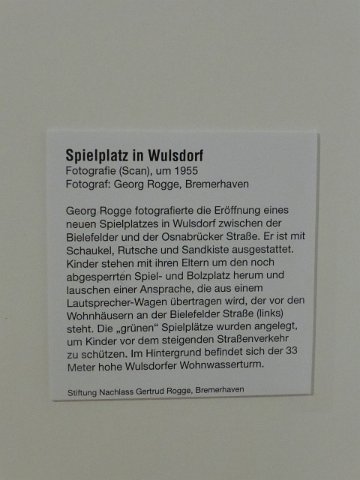 Spielplatz in Wulsdorf
Fotografie (Scan), um 1955
Fotograf: Georg Rogge, Bremerhaven
Georg Rogge fotografierte die Eröffnung eines
neuen Spielplatzes in Wulsdorf zwischen der
Bielefelder und der Osnabrücker Straße. Er ist mit
Schaukel, Rutsche und Sandkiste ausgestattet.
Kinder stehen mit ihren Eltern um den noch
abgesperrten Spiel- und Bolzplatz herum und
lauschen einer Ansprache, die aus einem
Lautsprecher-Wagen übertragen wird, der vor den
Wohnhäusern an der Bielefelder Straße (links)
steht. Die „grünen" Spielplätze wurden angelegt,
um Kinder vor dem steigenden Straßenverkehr
zu schützen. Im Hintergrund befindet sich der 33
Meter hohe Wulsdorfer Wohnwasserturm.
Stiftung Nachlass Gertrud Rogge, Bremerhaven